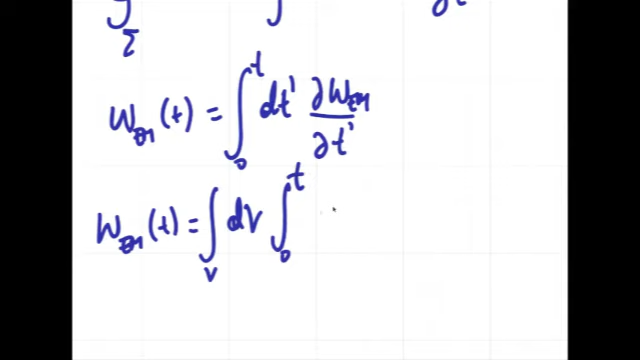 Σ
W_EM (t) = ∫_0^t dt' ∂W_EM / ∂t'
W_EM (t) = ∫_V dV ∫_0^t